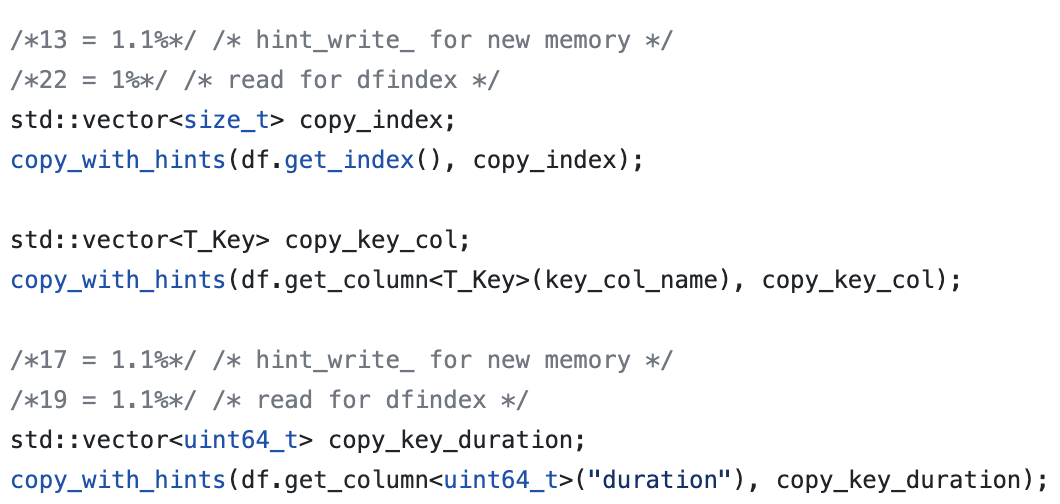 /*13 = 1.1%*/ /* hint_write_ for new memory */
/*22 = 1%*/ /* read for dfindex */
std::vector<size_t> copy_index;
copy_with_hints(df.get_index(), copy_index);
std::vector<T_Key> copy_key_col;
copy_with_hints(df.get_column<T_Key>(key_col_name), copy_key_col);
/*17 = 1.1%*/ /* hint_write_ for new memory */
/*19 = 1.1%*/ /* read for dfindex */
std::vector<uint64_t> copy_key_duration;
copy_with_hints(df.get_column<uint64_t>("duration"), copy_key_duration);